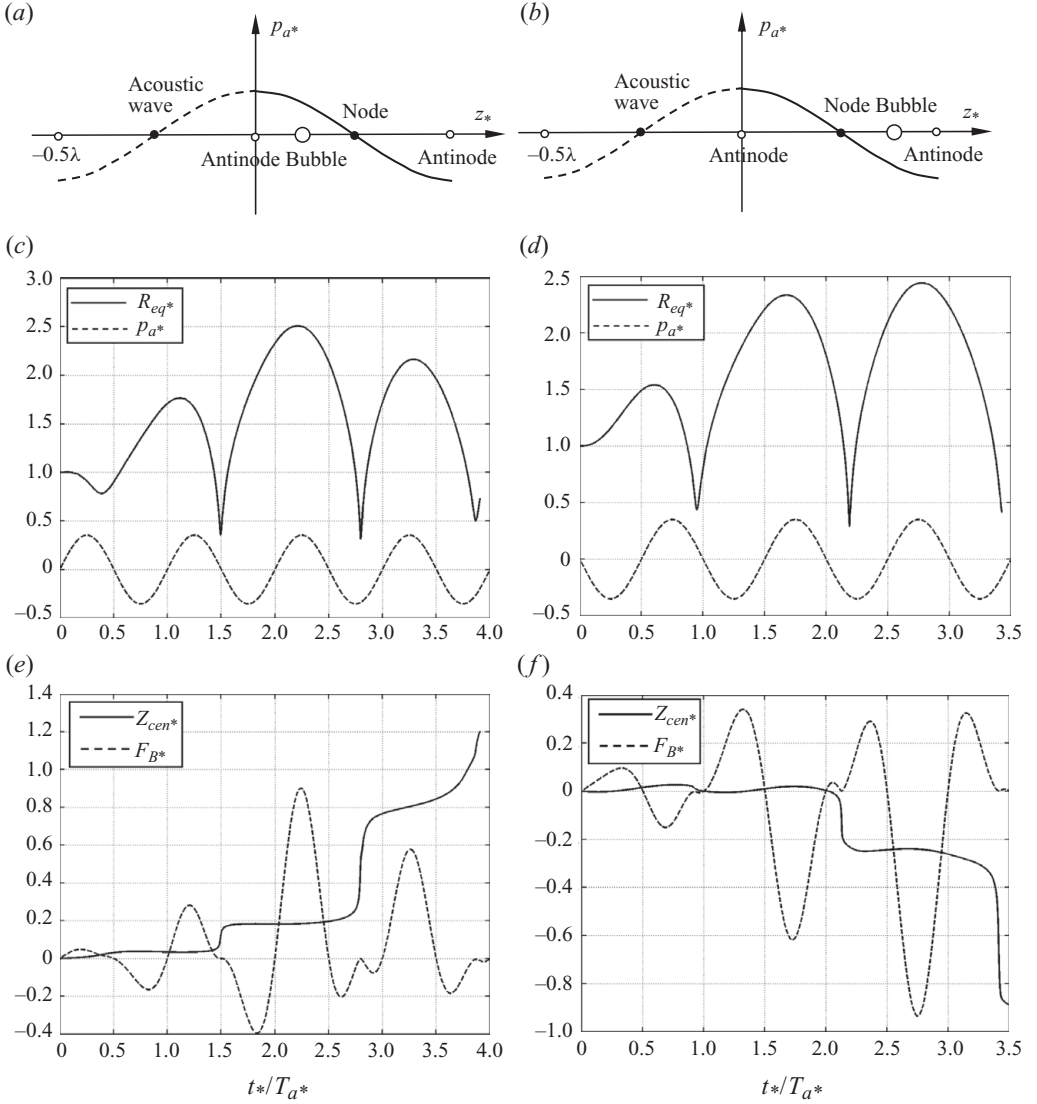 (a)
p_{a*}
Acoustic
wave
Node
z_*
–0.5λ
Antinode Bubble
Antinode
(b)
p_{a*}
Acoustic
wave
Node Bubble
z_*
–0.5λ
Antinode
Antinode
(c)
3.0
2.5
2.0
1.5
1.0
0.5
0
–0.5
R_{eq*}
p_{a*}
0 0.5 1.0 1.5 2.0 2.5 3.0 3.5 4.0
(d)
2.5
2.0
1.5
1.0
0.5
0
–0.5
R_{eq*}
p_{a*}
0 0.5 1.0 1.5 2.0 2.5 3.0 3.5
(e)
1.4
1.2
1.0
0.8
0.6
0.4
0.2
0
–0.2
–0.4
Z_{cen*}
F_{B*}
0 0.5 1.0 1.5 2.0 2.5 3.0 3.5 4.0
t_*/T_{a*}
(f)
0.4
0.2
0
–0.2
–0.4
–0.6
–0.8
–1.0
Z_{cen*}
F_{B*}
0 0.5 1.0 1.5 2.0 2.5 3.0 3.5
t_*/T_{a*}